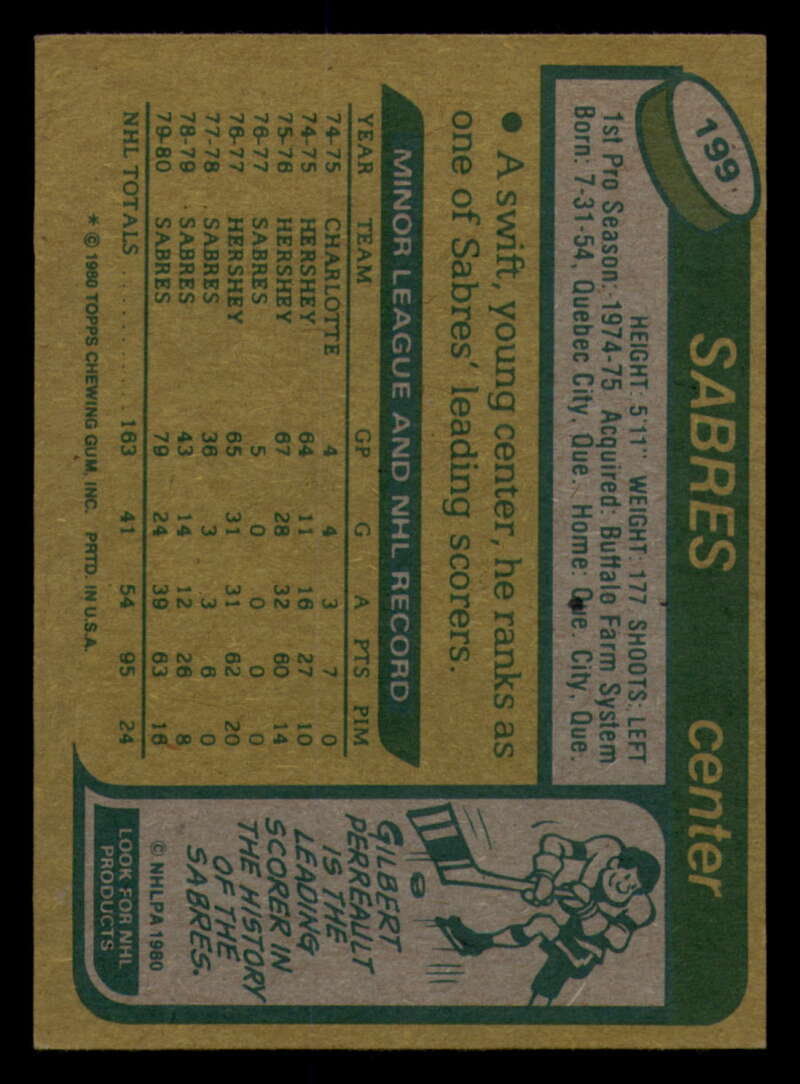 199
SABRES center
HEIGHT: 5'11" WEIGHT: 177 SHOOTS: LEFT
1st Pro Season: 1974-75 Acquired: Buffalo Farm System
Born: 7-31-54, Quebec City, Que. Home: Que. City, Que.
• A swift, young center, he ranks as
one of Sabres' leading scorers.
MINOR LEAGUE AND NHL RECORD
YEAR TEAM GP G A PTS PIM
74-75 CHARLOTTE 4 4 3 7 0
74-75 HERSHEY 64 11 16 27 10
75-76 HERSHEY 67 28 32 60 14
76-77 SABRES 5 0 0 0 0
76-77 HERSHEY 65 31 31 62 20
77-78 SABRES 36 3 3 6 0
78-79 SABRES 43 14 12 26 8
79-80 SABRES 79 24 39 63 16
NHL TOTALS . . . . . . . . . . . 163 41 54 95 24
* © 1980 TOPPS CHEWING GUM, INC. PRTD. IN U.S.A.
GILBERT
PERREAULT
IS THE
LEADING
SCORER IN
THE HISTORY
OF THE
SABRES.
© NHLPA 1980
LOOK FOR NHL
PRODUCTS